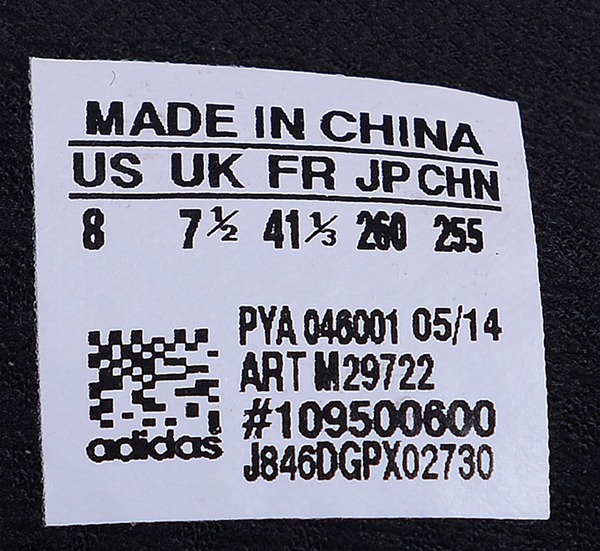 MADE IN CHINA
US UK FR JP CHN
8 7½ 41⅓ 260 255
PYA 046001 05/14
ART M29722
#109500600
adidas J846DGPX02730